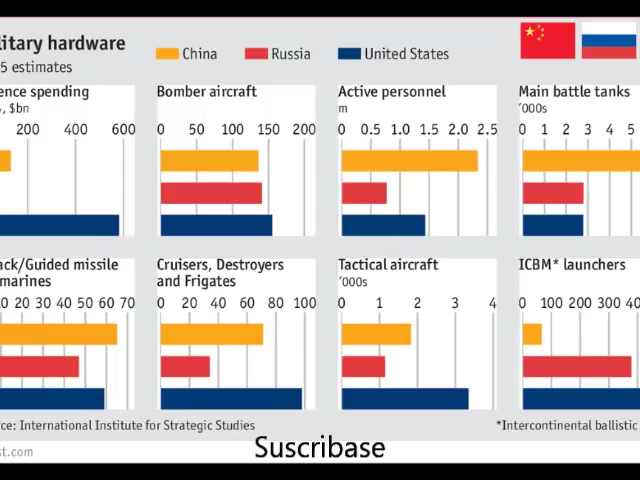 litary hardware
China
Russia
United States
5 estimates
ence spending
, $bn
200 400 600
Bomber aircraft
0 50 100 150 200
Active personnel
m
0 0.5 1.0 1.5 2.0 2.5
Main battle tanks
'000s
0 1 2 3 4 5
ack/Guided missile
marines
0 20 30 40 50 60 70
Cruisers, Destroyers
and Frigates
0 20 40 60 80 100
Tactical aircraft
'000s
0 1 2 3 4
ICBM* launchers
0 100 200 300 40
ce: International Institute for Strategic Studies
*Intercontinental ballistic
st.com
Suscribase